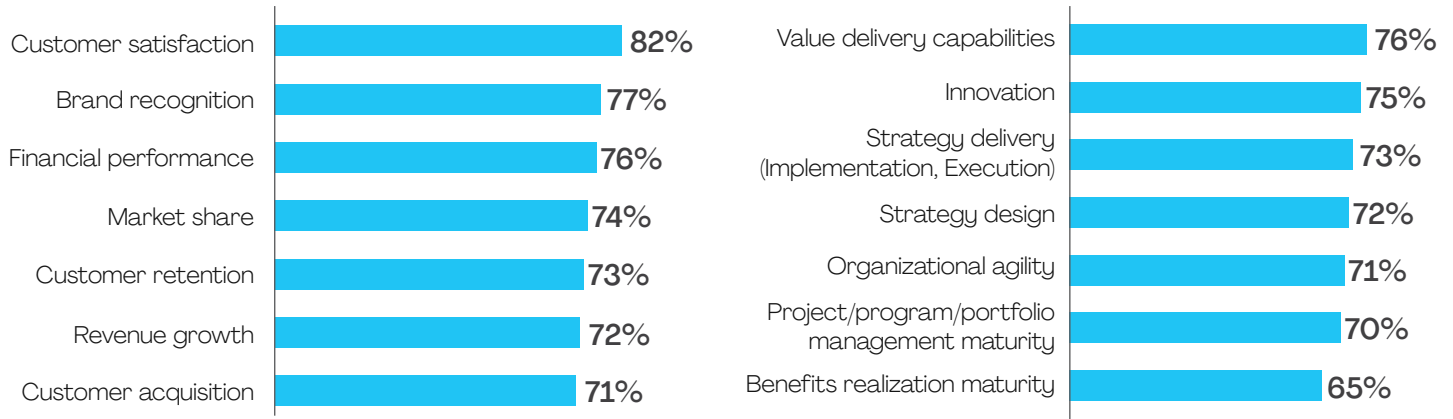 Customer satisfaction 82%
Brand recognition 77%
Financial performance 76%
Market share 74%
Customer retention 73%
Revenue growth 72%
Customer acquisition 71%
Value delivery capabilities 76%
Innovation 75%
Strategy delivery
(Implementation, Execution) 73%
Strategy design 72%
Organizational agility 71%
Project/program/portfolio
management maturity 70%
Benefits realization maturity 65%